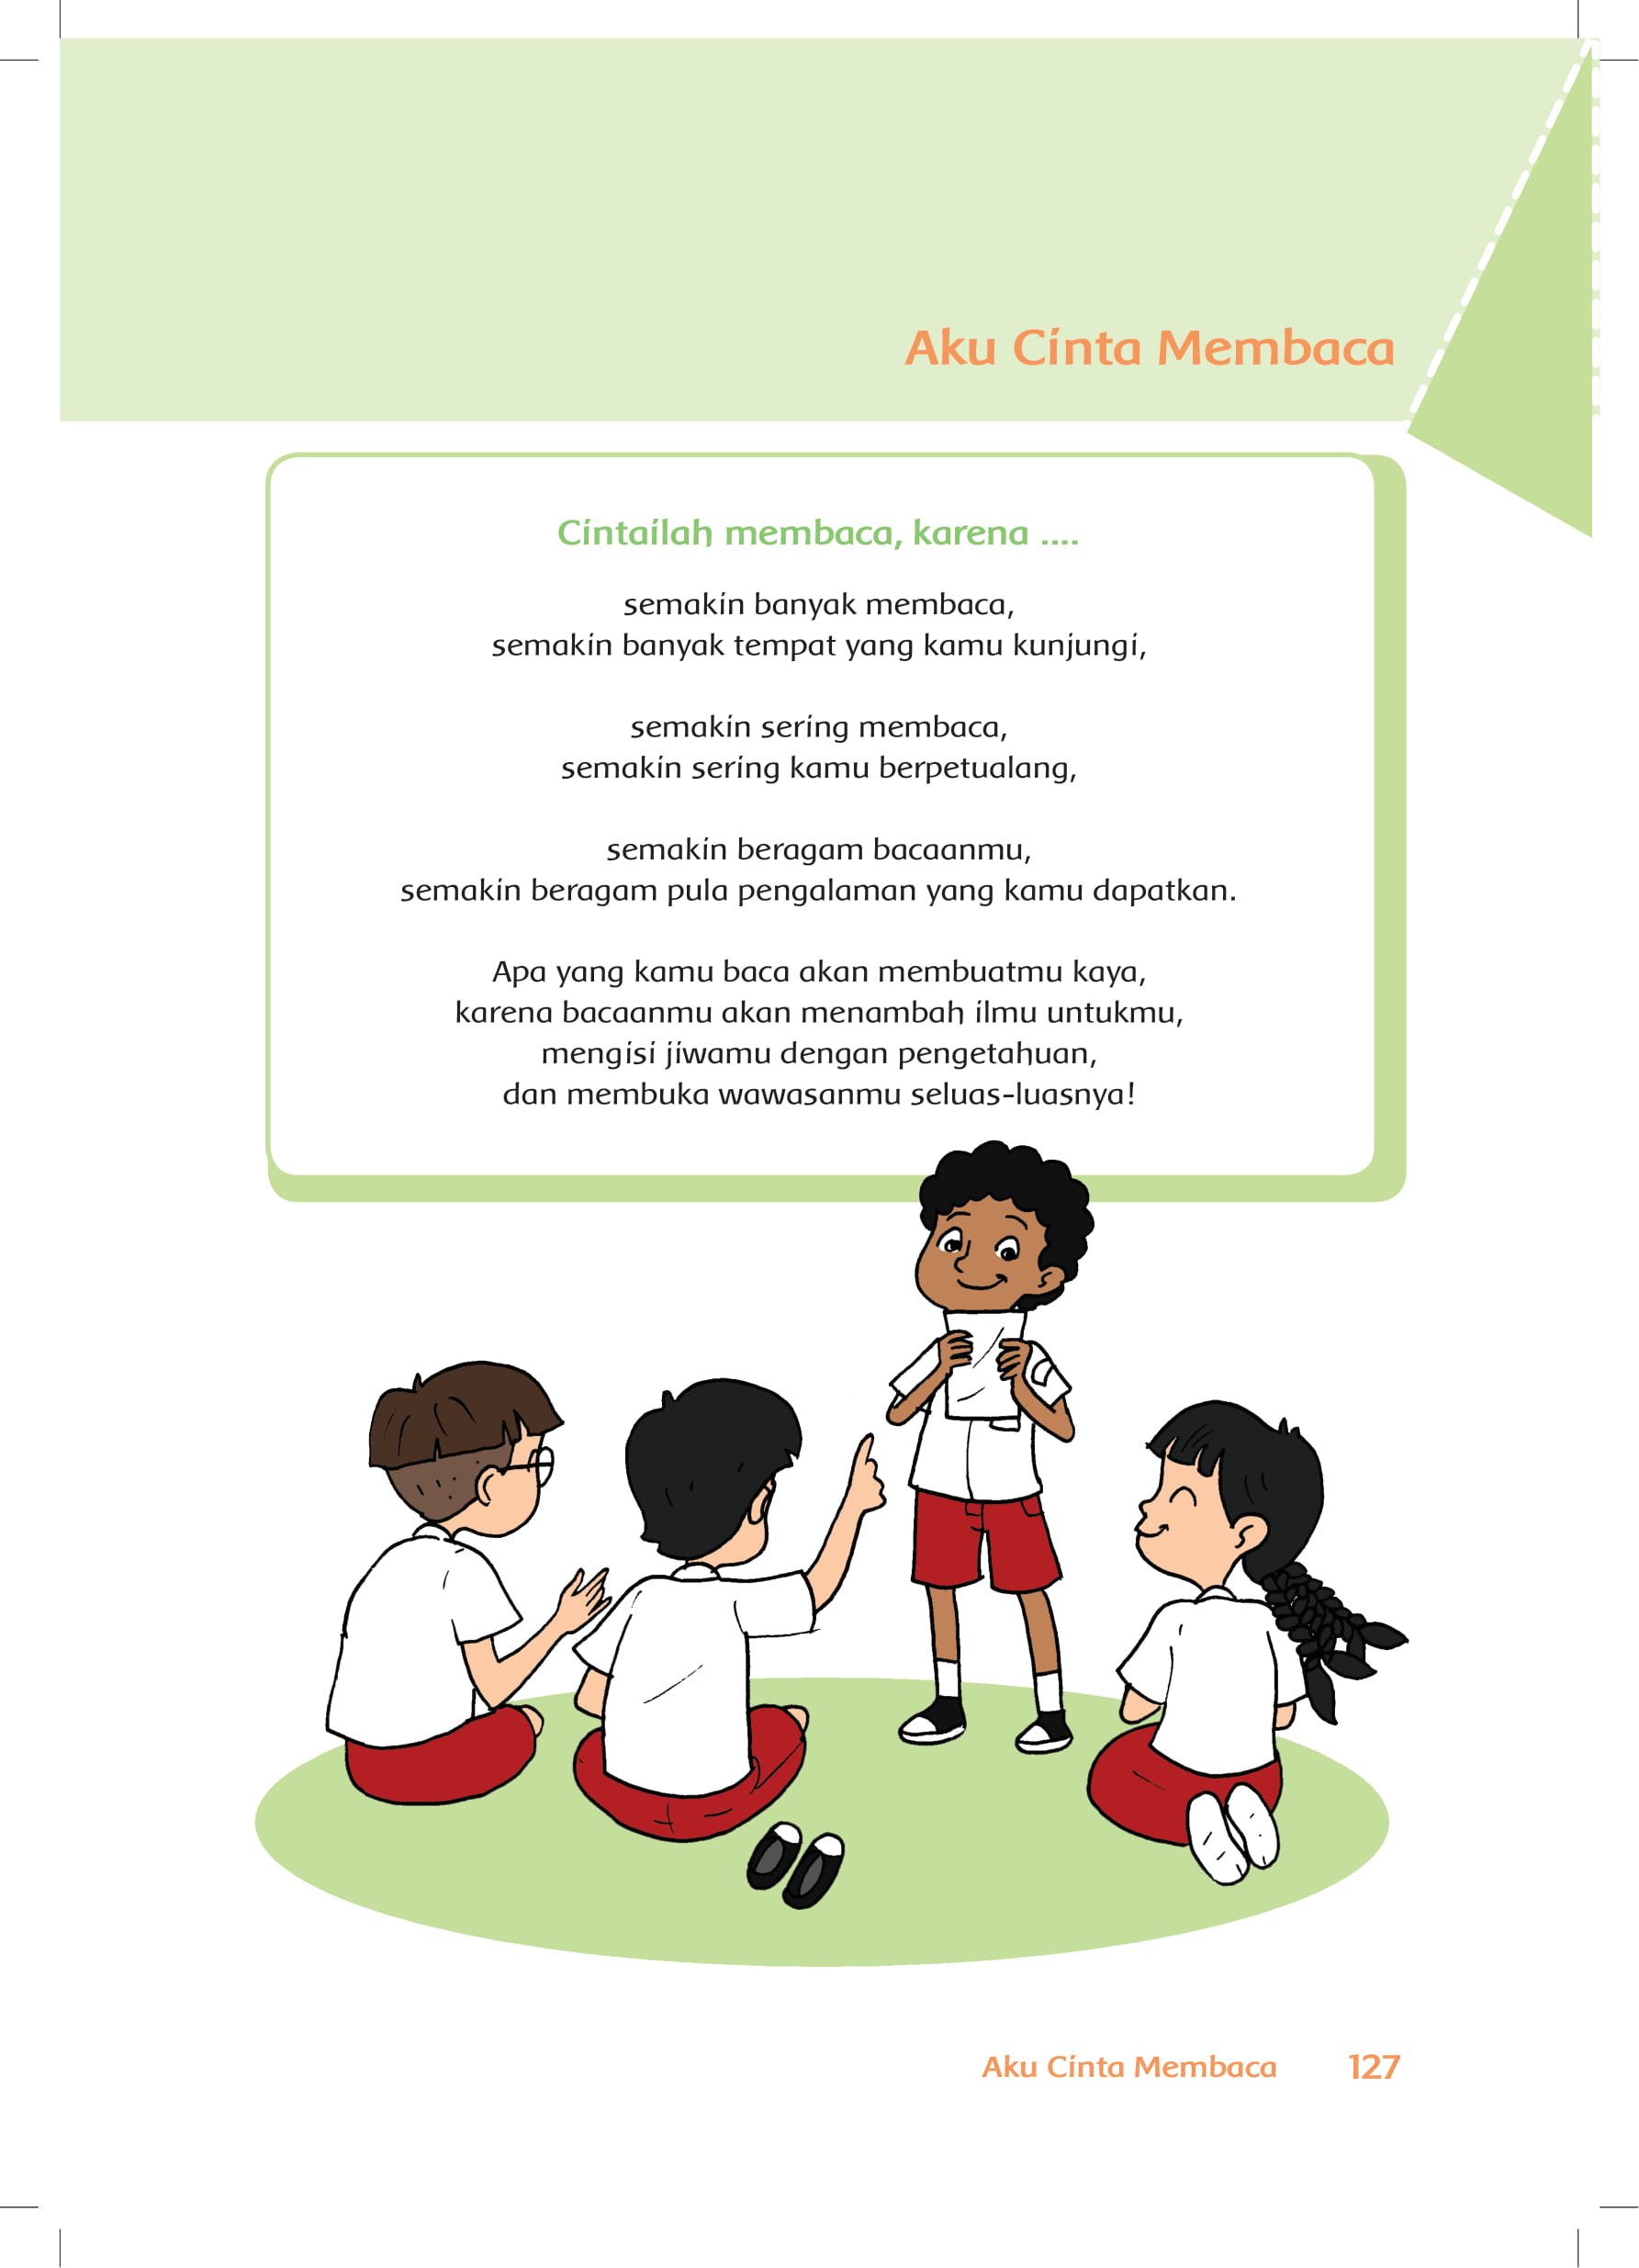 Aku Cinta Membaca
Cintailah membaca, karena ....
semakin banyak membaca,
semakin banyak tempat yang kamu kunjungi,
semakin sering membaca,
semakin sering kamu berpetualang,
semakin beragam bacaanmu,
semakin beragam pula pengalaman yang kamu dapatkan.
Apa yang kamu baca akan membuatmu kaya,
karena bacaanmu akan menambah ilmu untukmu,
mengisi jiwamu dengan pengetahuan,
dan membuka wawasanmu seluas-luasnya!
Aku Cinta Membaca 127